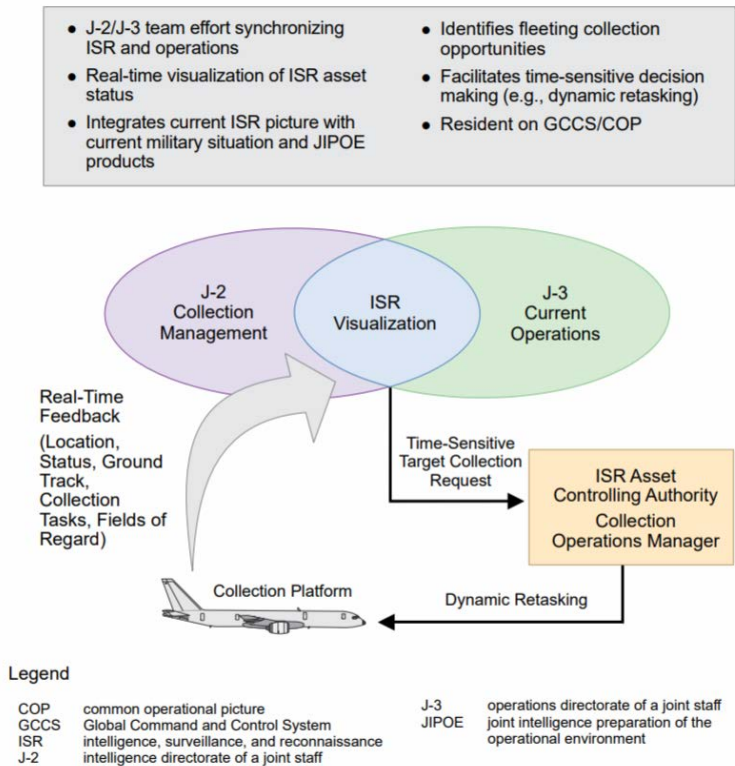 ● J-2/J-3 team effort synchronizing
ISR and operations
● Real-time visualization of ISR asset
status
● Integrates current ISR picture with
current military situation and JIPOE
products
● Identifies fleeting collection
opportunities
● Facilitates time-sensitive decision
making (e.g., dynamic retasking)
● Resident on GCCS/COP
J-2
Collection
Management
ISR
Visualization
J-3
Current
Operations
Real-Time
Feedback
(Location,
Status, Ground
Track,
Collection
Tasks, Fields of
Regard)
Time-Sensitive
Target Collection
Request
ISR Asset
Controlling Authority
Collection
Operations Manager
Collection Platform
Dynamic Retasking
Legend
COP common operational picture
GCCS Global Command and Control System
ISR intelligence, surveillance, and reconnaissance
J-2 intelligence directorate of a joint staff
J-3 operations directorate of a joint staff
JIPOE joint intelligence preparation of the
operational environment